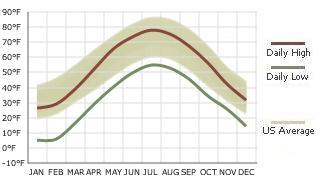 90°F
80°F
70°F
60°F
50°F
40°F
30°F
20°F
10°F
0°F
-10°F
JAN FEB MAR APR MAY JUN JUL AUG SEP OCT NOV DEC
Daily High
Daily Low
US Average